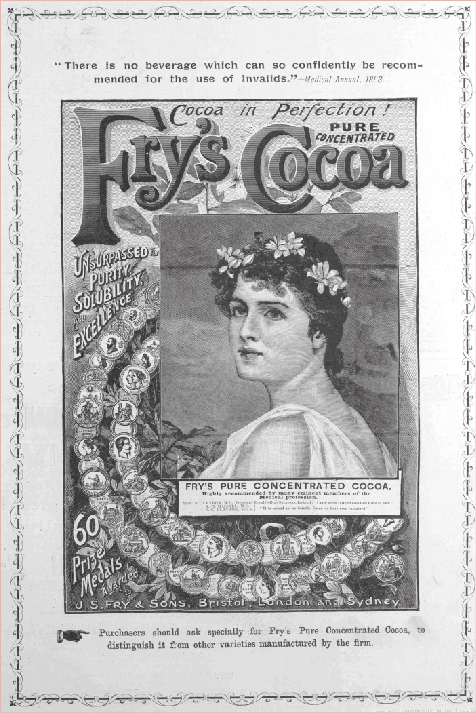 "There is no beverage which can so confidently be recom-
mended for the use of Invalids."—Medical Annual, 1893.
Cocoa in Perfection!
PURE
CONCENTRATED
Fry's Cocoa
UNSURPASSED
PURITY,
SOLUBILITY,
EXCELLENCE
FRY'S PURE CONCENTRATED COCOA.
Highly recommended by many eminent members of the
Medical profession.
60
Prize
Medals
Awarded
J. S. FRY & SONS, Bristol, London and Sydney
Purchasers should ask specially for Fry's Pure Concentrated Cocoa, to
distinguish it from other varieties manufactured by the firm.